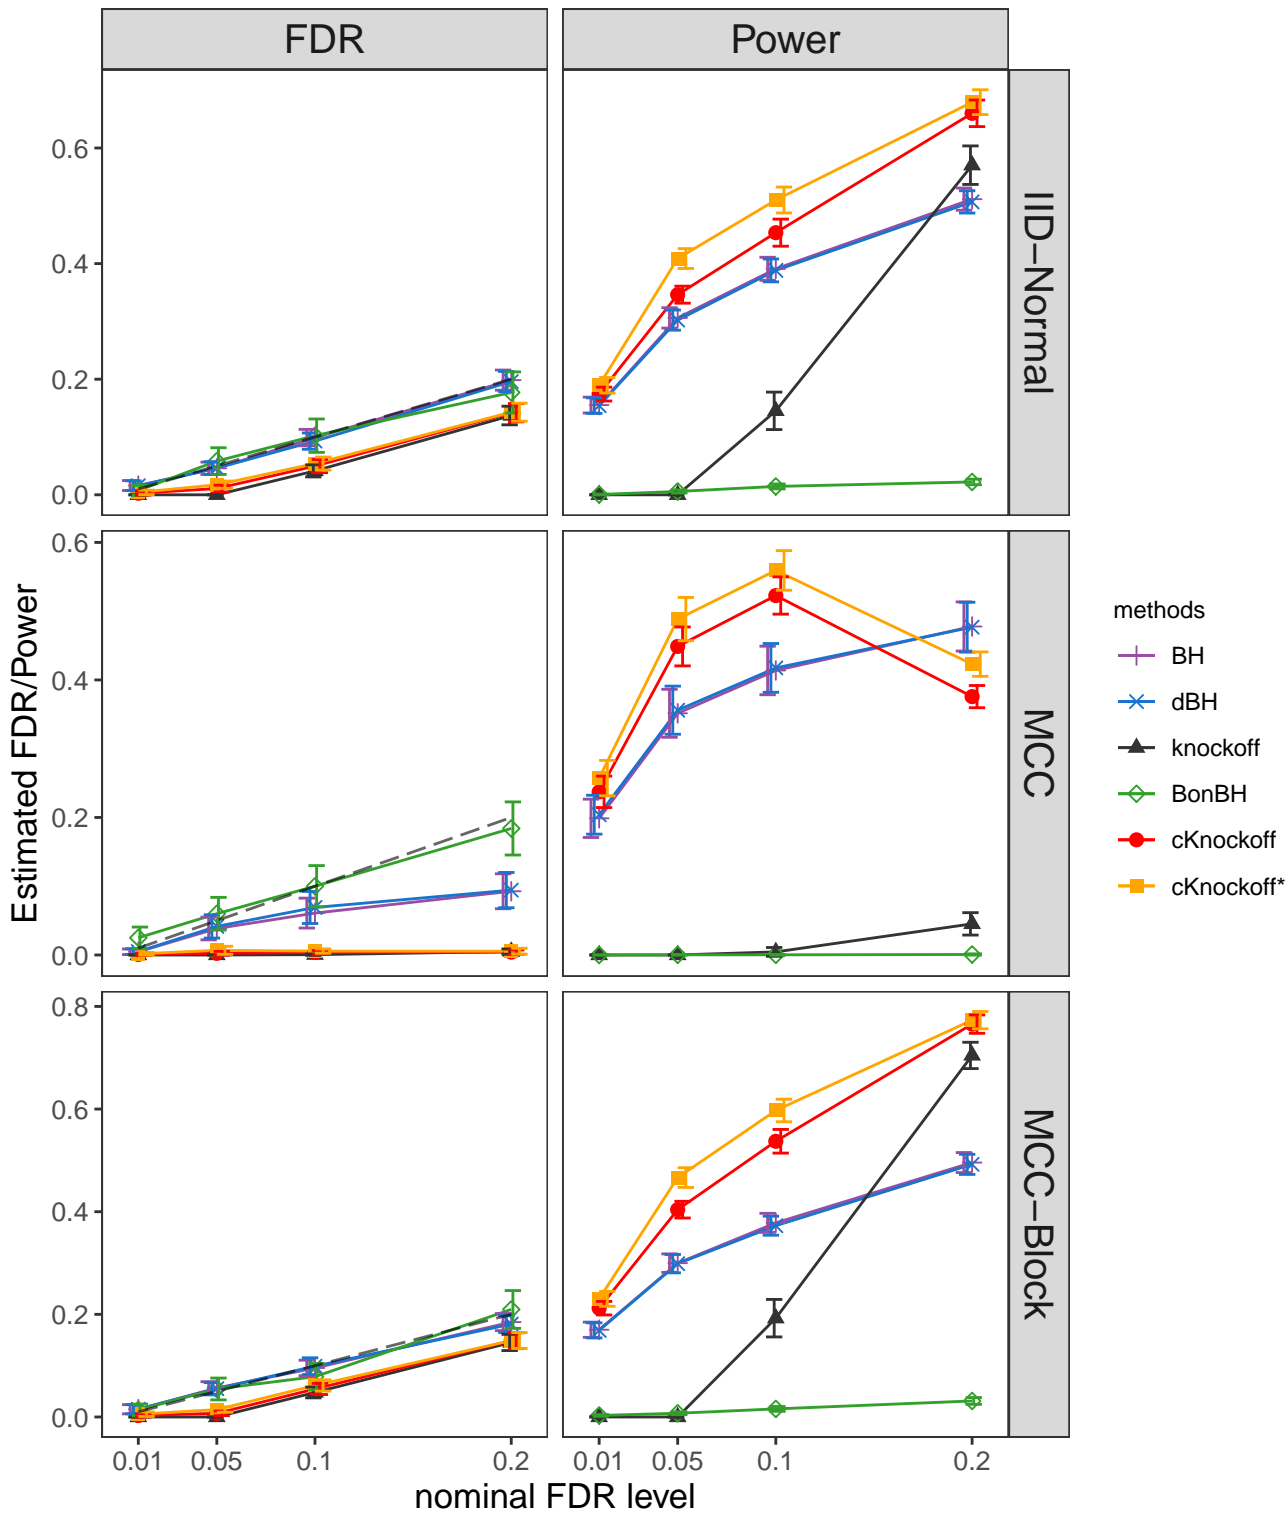 FDR
Power
0.0
0.2
0.4
0.6
IID−Normal
0.0
0.2
0.4
0.6
MCC
0.0
0.2
0.4
0.6
0.8
MCC−Block
0.01
0.05
0.1
0.2
0.01
0.05
0.1
0.2
nominal FDR level
Estimated FDR/Power
methods
BH
dBH
knockoff
BonBH
cKnockoff
cKnockoff*